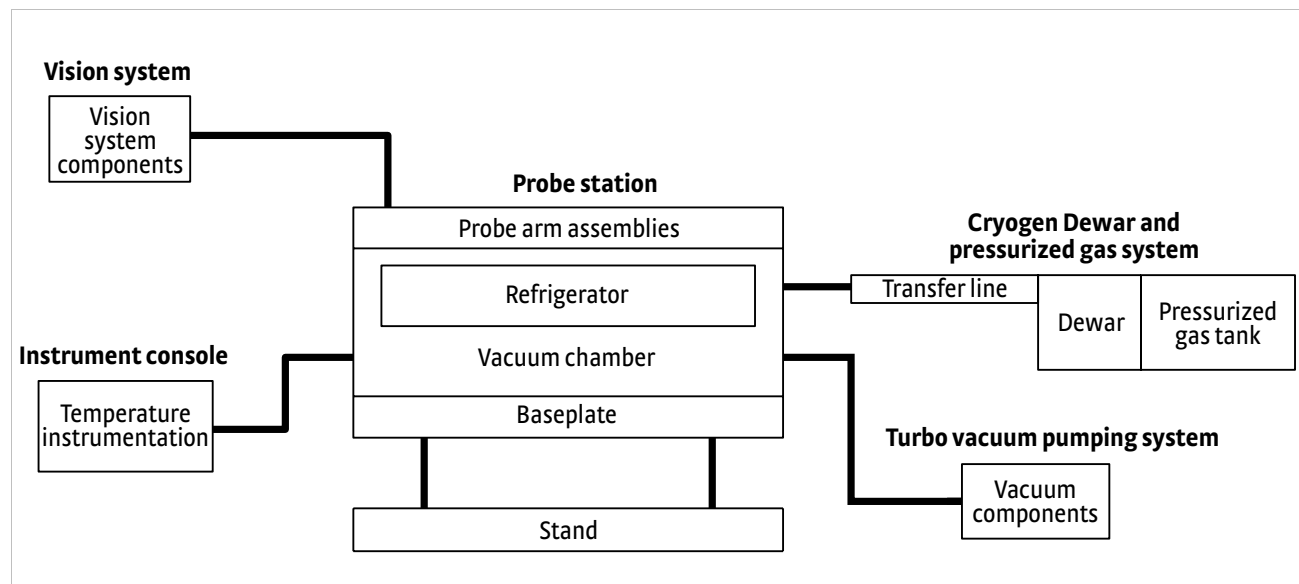 Vision system
Vision
system
components
Probe station
Probe arm assemblies
Refrigerator
Vacuum chamber
Baseplate
Stand
Instrument console
Temperature
instrumentation
Cryogen Dewar and
pressurized gas system
Transfer line
Dewar
Pressurized
gas tank
Turbo vacuum pumping system
Vacuum
components